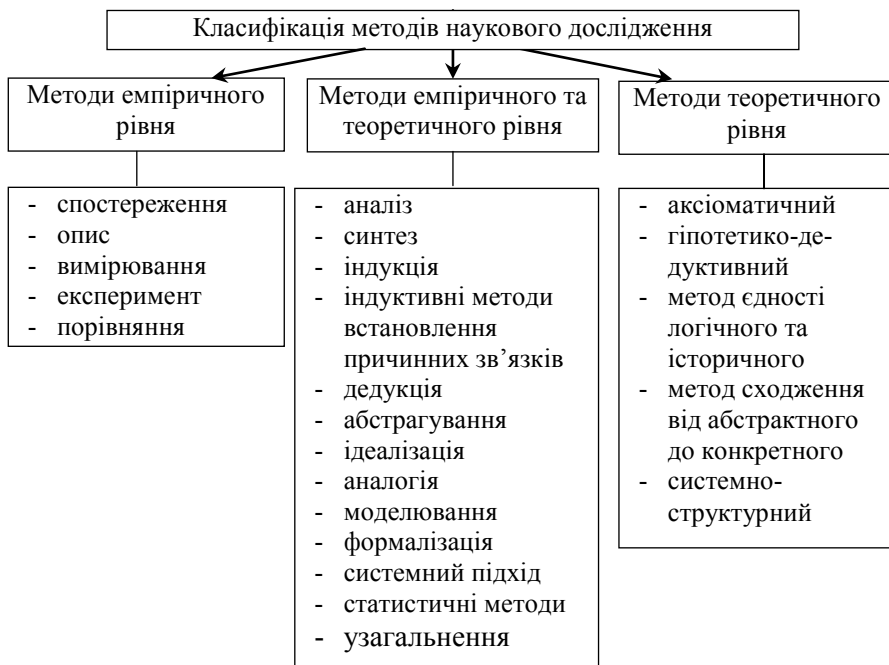 Класифікація методів наукового дослідження
Методи емпіричного
рівня
Методи емпіричного та
теоретичного рівня
Методи теоретичного
рівня
- спостереження
- опис
- вимірювання
- експеримент
- порівняння
- аналіз
- синтез
- індукція
- індуктивні методи
встановлення
причинних зв’язків
- дедукція
- абстрагування
- ідеалізація
- аналогія
- моделювання
- формалізація
- системний підхід
- статистичні методи
- узагальнення
- аксіоматичний
- гіпотетико-де-
дуктивний
- метод єдності
логічного та
історичного
- метод сходження
від абстрактного
до конкретного
- системно-
структурний